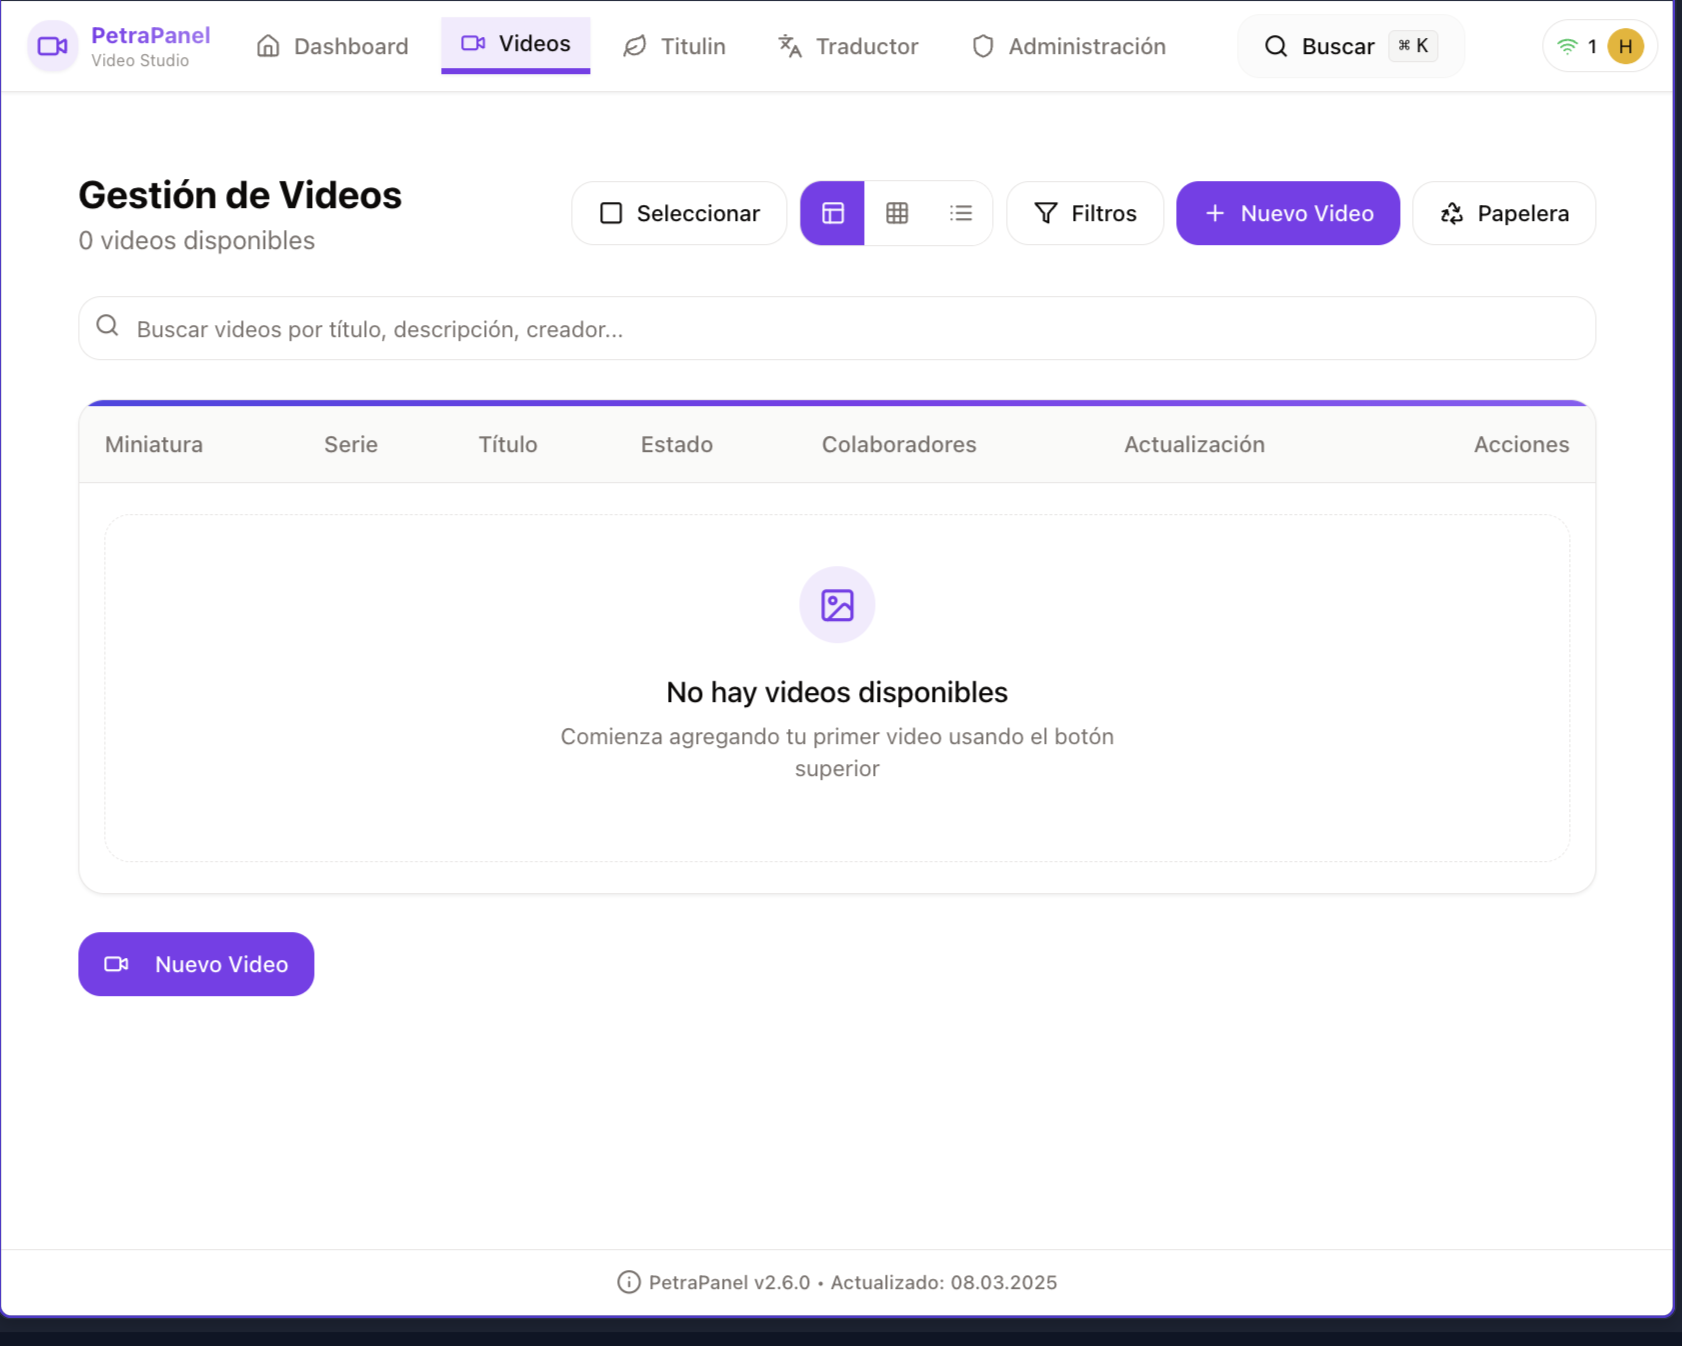 PetraPanel
Video Studio
Dashboard
Videos
Titulin
Traductor
Administración
Buscar ⌘ K
1 H
Gestión de Videos
0 videos disponibles
Seleccionar
Filtros
Nuevo Video
Papelera
Buscar videos por título, descripción, creador...
Miniatura Serie Título Estado Colaboradores Actualización Acciones
No hay videos disponibles
Comienza agregando tu primer video usando el botón
superior
Nuevo Video
PetraPanel v2.6.0 • Actualizado: 08.03.2025